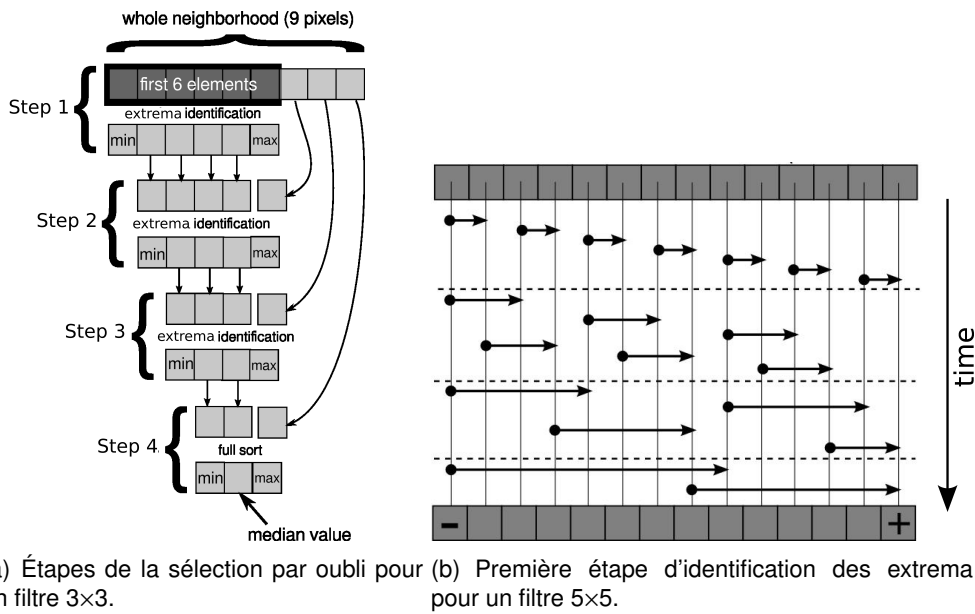 whole neighborhood (9 pixels)
Step 1
first 6 elements
extrema identification
min max
Step 2
extrema identification
min max
Step 3
extrema identification
min max
Step 4
full sort
min max
median value
- +
time
) Étapes de la sélection par oubli pour
n filtre 3×3.
(b) Première étape d'identification des extrema
pour un filtre 5×5.